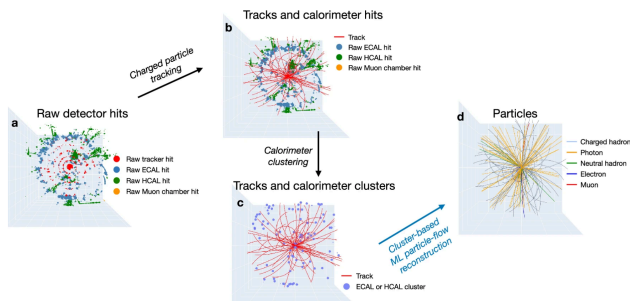 Tracks and calorimeter hits
b
Track
Raw ECAL hit
Raw HCAL hit
Raw Muon chamber hit
Charged particle
tracking
Raw detector hits
a
Raw tracker hit
Raw ECAL hit
Raw HCAL hit
Raw Muon chamber hit
Calorimeter
clustering
Tracks and calorimeter clusters
c
Track
ECAL or HCAL cluster
Cluster-based
ML particle-flow
reconstruction
Particles
d
Charged hadron
Photon
Neutral hadron
Electron
Muon